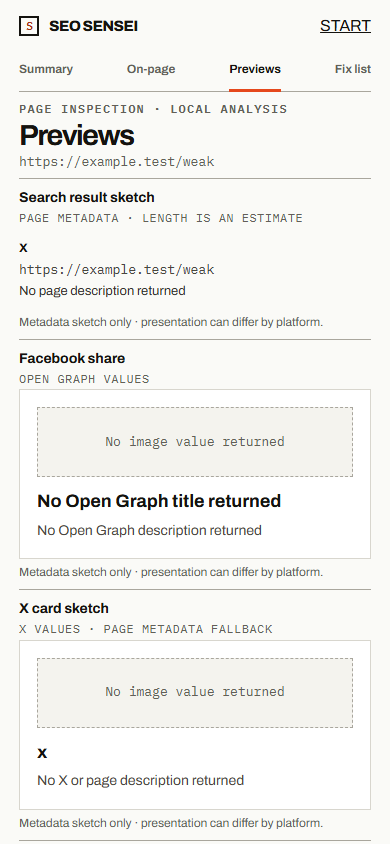 S SEO SENSEI START
Summary On-page Previews Fix list
PAGE INSPECTION · LOCAL ANALYSIS
Previews
https://example.test/weak
Search result sketch
PAGE METADATA · LENGTH IS AN ESTIMATE
X
https://example.test/weak
No page description returned
Metadata sketch only · presentation can differ by platform.
Facebook share
OPEN GRAPH VALUES
No image value returned
No Open Graph title returned
No Open Graph description returned
Metadata sketch only · presentation can differ by platform.
X card sketch
X VALUES · PAGE METADATA FALLBACK
No image value returned
X
No X or page description returned
Metadata sketch only · presentation can differ by platform.